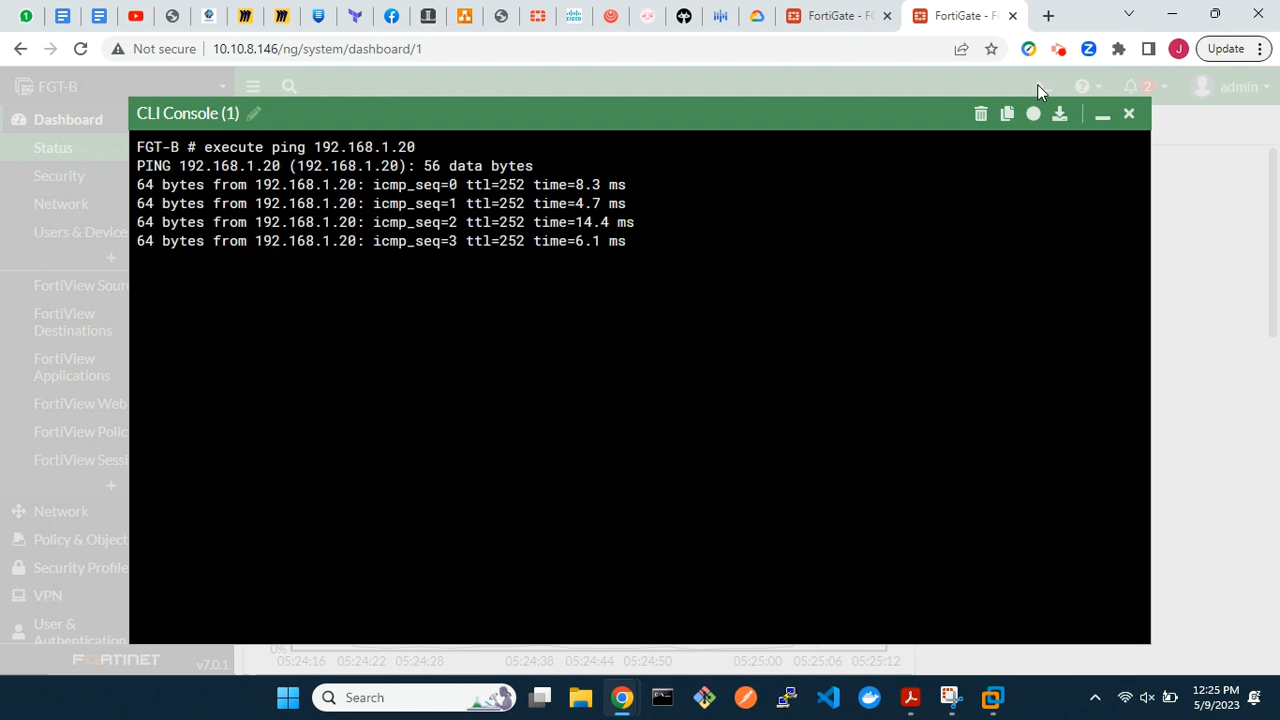 FortiGate - FC
FortiGate - F
Not secure
10.10.8.146/ng/system/dashboard/1
J
Update
FGT-B
2
admin
Dashboard
Status
Security
Network
Users & Device
FortiView Sour
FortiView
Destinations
FortiView
Applications
FortiView Web
FortiView Polic
FortiView Sessi
Network
Policy & Object
Security Profile
VPN
User &
Authentication
FORTINET
v7.0.1
CLI Console (1)
FGT-B # execute ping 192.168.1.20
PING 192.168.1.20 (192.168.1.20): 56 data bytes
64 bytes from 192.168.1.20: icmp_seq=0 ttl=252 time=8.3 ms
64 bytes from 192.168.1.20: icmp_seq=1 ttl=252 time=4.7 ms
64 bytes from 192.168.1.20: icmp_seq=2 ttl=252 time=14.4 ms
64 bytes from 192.168.1.20: icmp_seq=3 ttl=252 time=6.1 ms
0%
05:24:16 05:24:22 05:24:28 05:24:38 05:24:44 05:24:50 05:25:00 05:25:06 05:25:12
Search
12:25 PM
5/9/2023